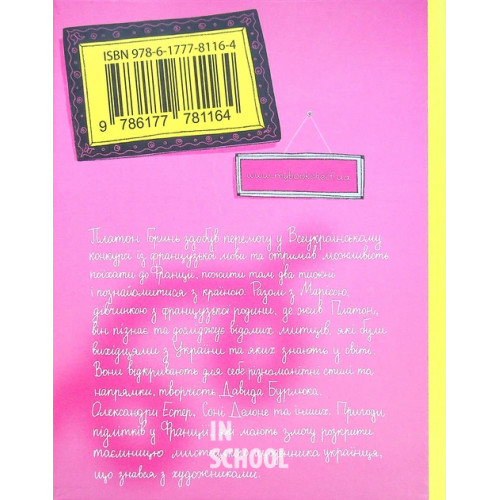 ISBN 978-6-1777-8116-4
9 786177 781164
Платон Горинь здобув перемогу у Всеукраїнському
конкурсі із французької мови та отримав можливість
поїхати до Франції, пожити там два тижні
і познайомитися з країною. Разом з Марісою,
дівчинкою з французької родини, де жив Платон,
він пізнає та досліджує відомих митців, які були
вихідцями з України та яких знають у світі.
Вони відкривають для себе різноманітні стилі та
напрямки, творчість Давида Бурлюка,
Олександри Екстер, Соні Делоне та інших. Пригоди
підлітків у Франції мають змогу розкрити
таємницю українця,
що знався з художниками.
IN
SCHOOL